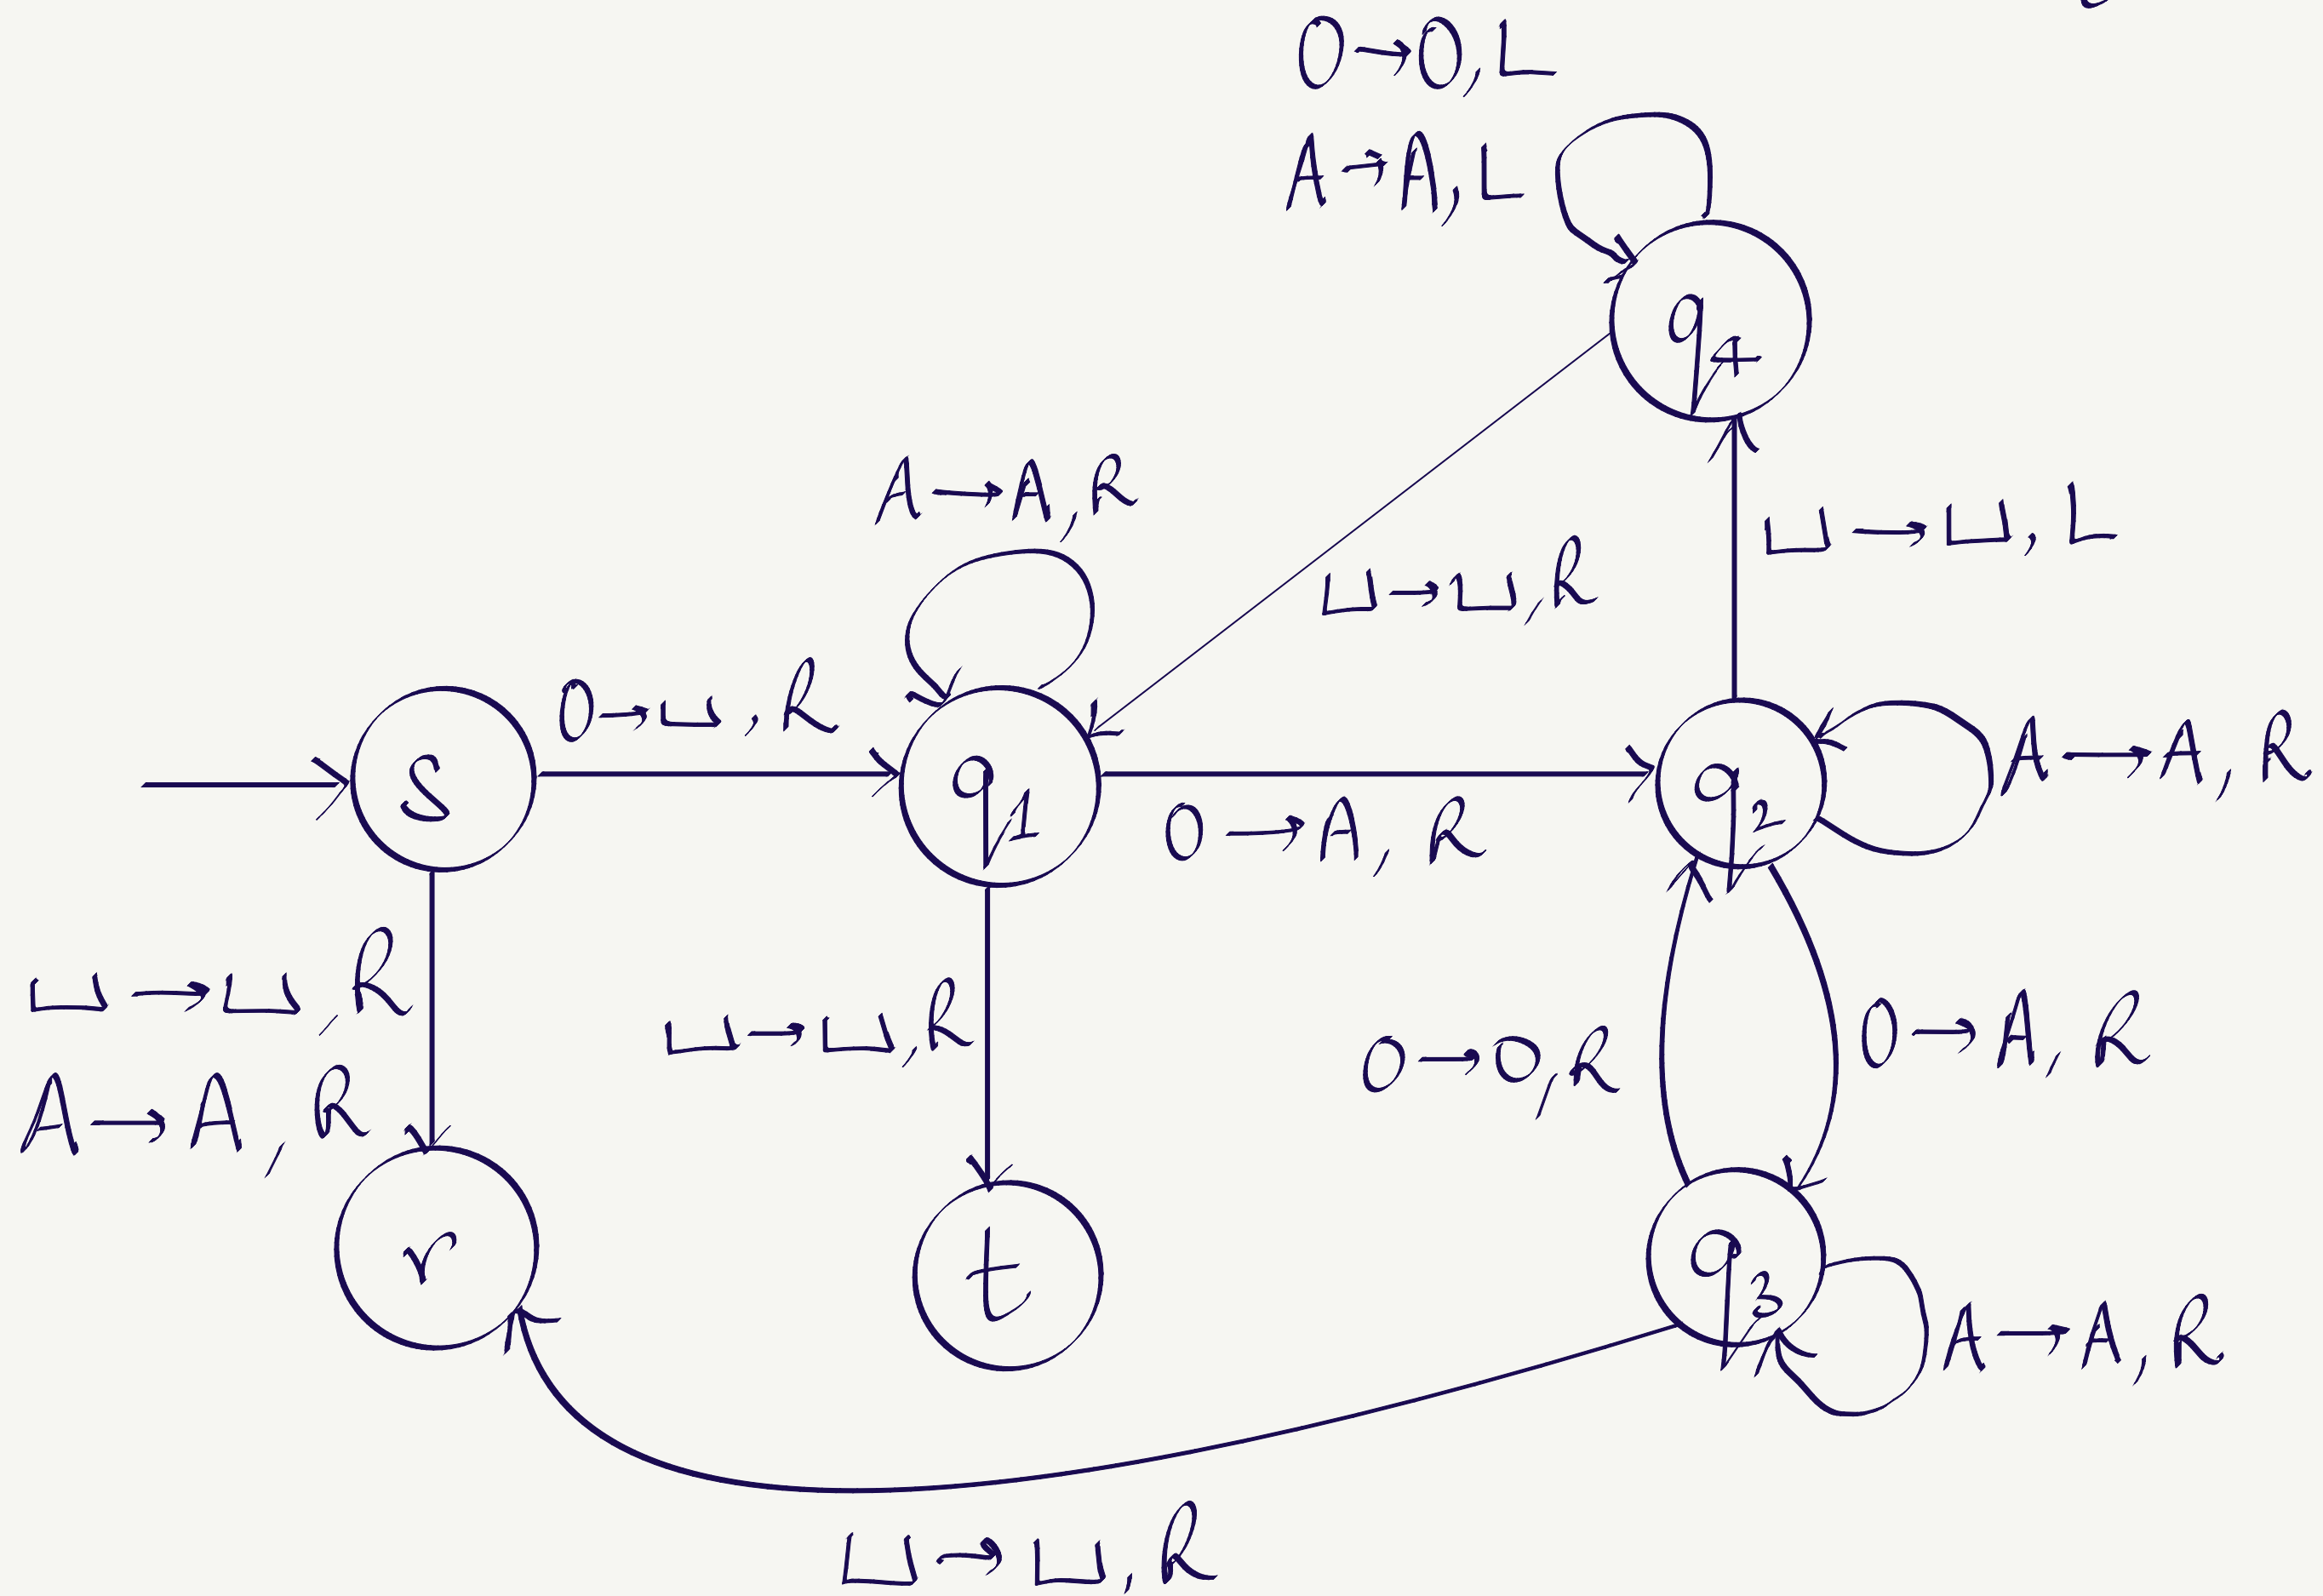 0→0,L
A→A,L
q4
A→A,R
⊔→⊔,R
⊔→⊔,L
s
0→⊔,R
q1
0→A,R
q2
A→A,R
⊔→⊔,R
A→A,R
⊔→⊔,R
0→0,R
0→A,R
r
t
q3
A→A,R
⊔→⊔,R